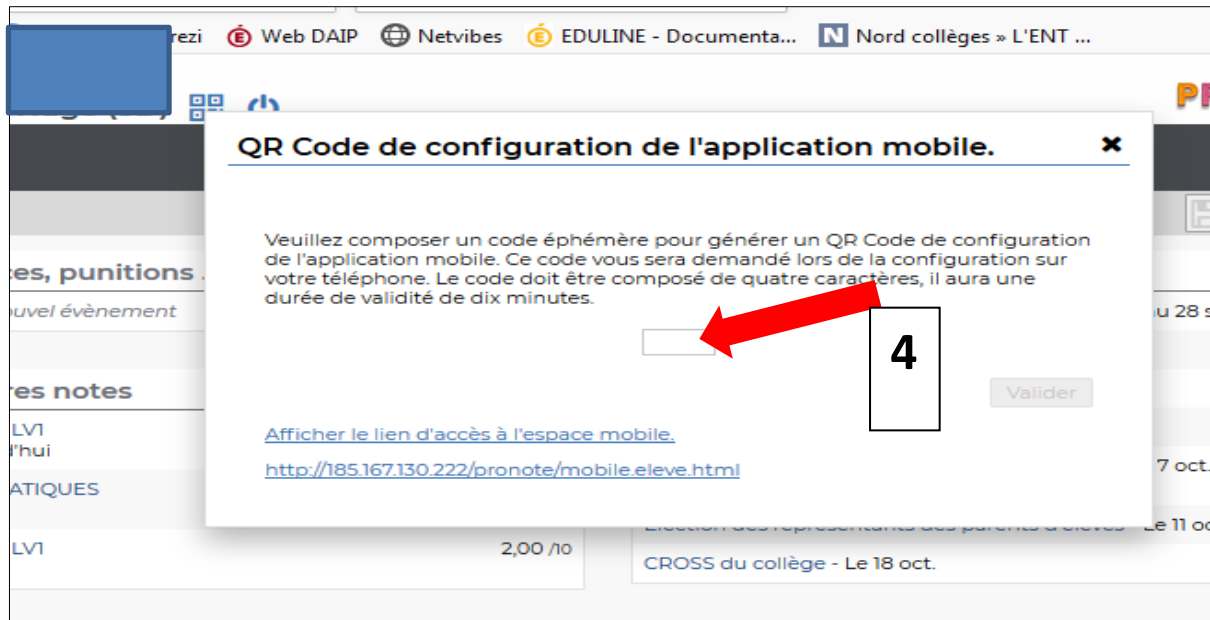 rezi Web DAIP Netvibes EDULINE - Documenta... Nord collèges » L'ENT ...
QR Code de configuration de l'application mobile.
Veuillez composer un code éphémère pour générer un QR Code de configuration
de l'application mobile. Ce code vous sera demandé lors de la configuration sur
votre téléphone. Le code doit être composé de quatre caractères, il aura une
durée de validité de dix minutes.
4
Valider
Afficher le lien d'accès à l'espace mobile.
http://185.167.130.222/pronote/mobile.eleve.html
ces, punitions .
ouvel évènement
u 28 s
res notes
LV1
d'hui
ATIQUES
7 oct.
LV1 2,00 /10
Le 11 oc
CROSS du collège - Le 18 oct.